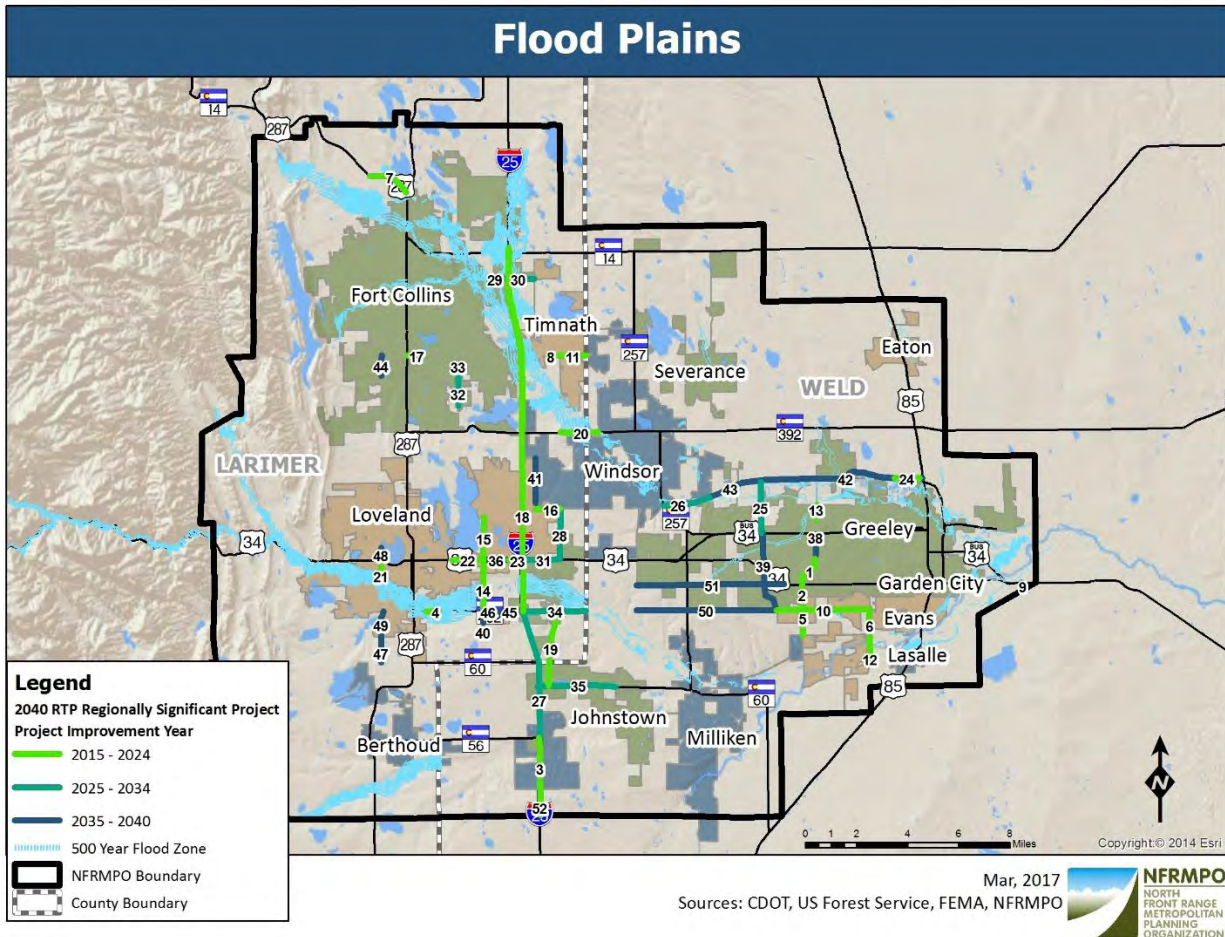 Flood Plains
14
287
25
7
287
14
29
30
Fort Collins
Timnath
257
Eaton
8
11
17
44
33
32
Severance
WELD
85
392
20
287
LARIMER
Windsor
41
24
42
43
26
257
25
13
Loveland
18
16
BUS
34
Greeley
34
15
28
25
38
BUS
34
48
22
36
23
31
34
39
34
21
51
1
Garden City
9
14
2
4
46
45
34
50
10
Evans
49
40
5
6
287
19
Lasalle
47
60
12
35
60
85
27
Johnstown
Milliken
Berthoud
56
3
52
N
0 1 2 4 6 8
Miles
Copyright:© 2014 Esri
Legend
2040 RTP Regionally Significant Project
Project Improvement Year
2015 - 2024
2025 - 2034
2035 - 2040
500 Year Flood Zone
NFRMPO Boundary
County Boundary
Mar, 2017
Sources: CDOT, US Forest Service, FEMA, NFRMPO
NFRMPO
NORTH
FRONT RANGE
METROPOLITAN
PLANNING
ORGANIZATION